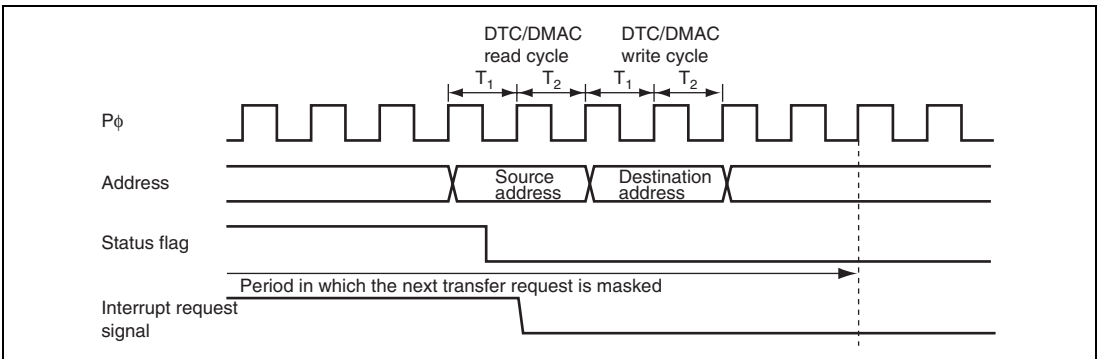 DTC/DMAC DTC/DMAC
read cycle write cycle
T₁ T₂ T₁ T₂
Pϕ
Address
Source Destination
address address
Status flag
Period in which the next transfer request is masked
Interrupt request
signal